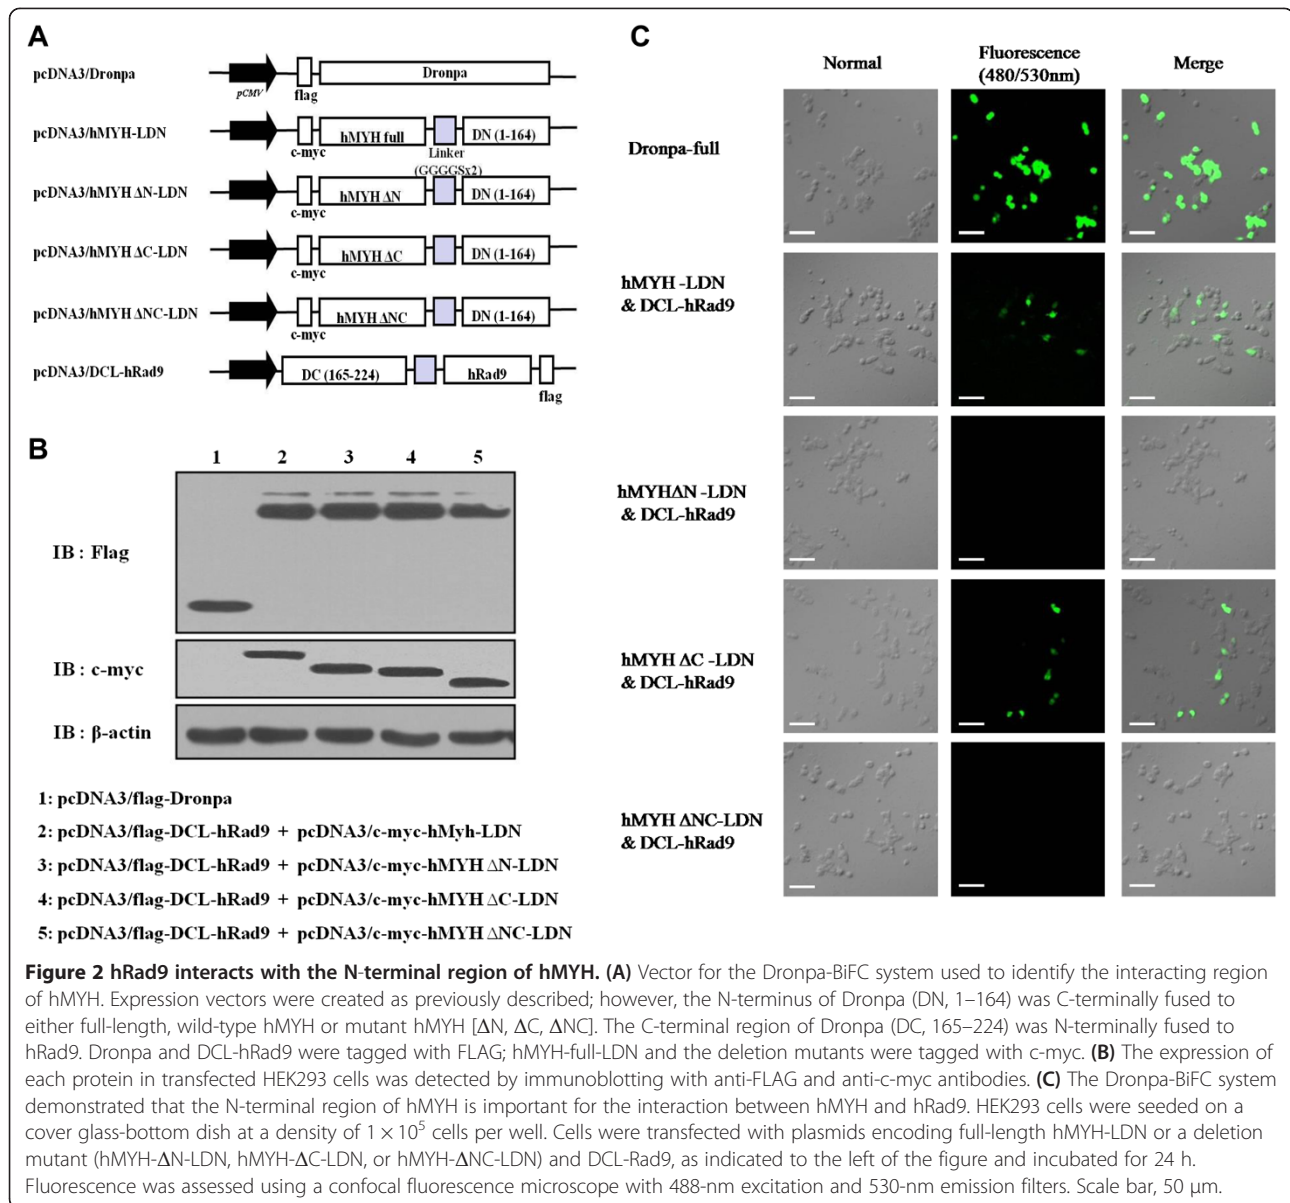 A
pcDNA3/Dronpa
pCMV
flag
Dronpa
pcDNA3/hMYH-LDN
c-myc
hMYH full
Linker
(GGGGSx2)
DN (1-164)
pcDNA3/hMYH ΔN-LDN
c-myc
hMYH ΔN
DN (1-164)
pcDNA3/hMYH ΔC-LDN
c-myc
hMYH ΔC
DN (1-164)
pcDNA3/hMYH ΔNC-LDN
c-myc
hMYH ΔNC
DN (1-164)
pcDNA3/DCL-hRad9
DC (165-224)
hRad9
flag
B
1 2 3 4 5
IB : Flag
IB : c-myc
IB : β-actin
1: pcDNA3/flag-Dronpa
2: pcDNA3/flag-DCL-hRad9 + pcDNA3/c-myc-hMyh-LDN
3: pcDNA3/flag-DCL-hRad9 + pcDNA3/c-myc-hMYH ΔN-LDN
4: pcDNA3/flag-DCL-hRad9 + pcDNA3/c-myc-hMYH ΔC-LDN
5: pcDNA3/flag-DCL-hRad9 + pcDNA3/c-myc-hMYH ΔNC-LDN
C
Normal
Fluorescence
(480/530nm)
Merge
Dronpa-full
hMYH -LDN
& DCL-hRad9
hMYHΔN -LDN
& DCL-hRad9
hMYH ΔC -LDN
& DCL-hRad9
hMYH ΔNC-LDN
& DCL-hRad9
Figure 2 hRad9 interacts with the N-terminal region of hMYH. (A) Vector for the Dronpa-BiFC system used to identify the interacting region
of hMYH. Expression vectors were created as previously described; however, the N-terminus of Dronpa (DN, 1–164) was C-terminally fused to
either full-length, wild-type hMYH or mutant hMYH [ΔN, ΔC, ΔNC]. The C-terminal region of Dronpa (DC, 165–224) was N-terminally fused to
hRad9. Dronpa and DCL-hRad9 were tagged with FLAG; hMYH-full-LDN and the deletion mutants were tagged with c-myc. (B) The expression of
each protein in transfected HEK293 cells was detected by immunoblotting with anti-FLAG and anti-c-myc antibodies. (C) The Dronpa-BiFC system
demonstrated that the N-terminal region of hMYH is important for the interaction between hMYH and hRad9. HEK293 cells were seeded on a
cover glass-bottom dish at a density of 1 × 10⁵ cells per well. Cells were transfected with plasmids encoding full-length hMYH-LDN or a deletion
mutant (hMYH-ΔN-LDN, hMYH-ΔC-LDN, or hMYH-ΔNC-LDN) and DCL-Rad9, as indicated to the left of the figure and incubated for 24 h.
Fluorescence was assessed using a confocal fluorescence microscope with 488-nm excitation and 530-nm emission filters. Scale bar, 50 μm.